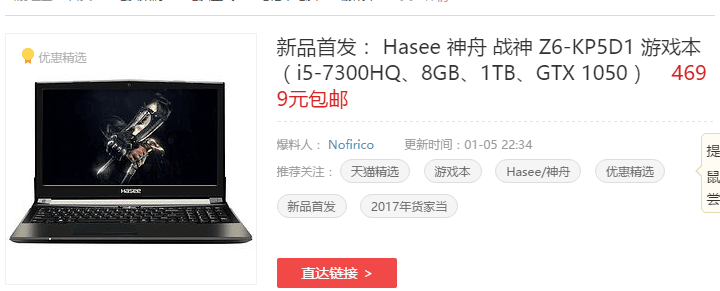 优惠精选
新品首发： Hasee 神舟 战神 Z6-KP5D1 游戏本
（ i5-7300HQ、8GB、1TB、GTX 1050 ） 469
9元包邮
爆料人： Nofirico 更新时间：01-05 22:34
推荐关注： 天猫精选 游戏本 Hasee/神舟 优惠精选
新品首发 2017年货家当
直达链接 >
Hasee
提
鼠
尝